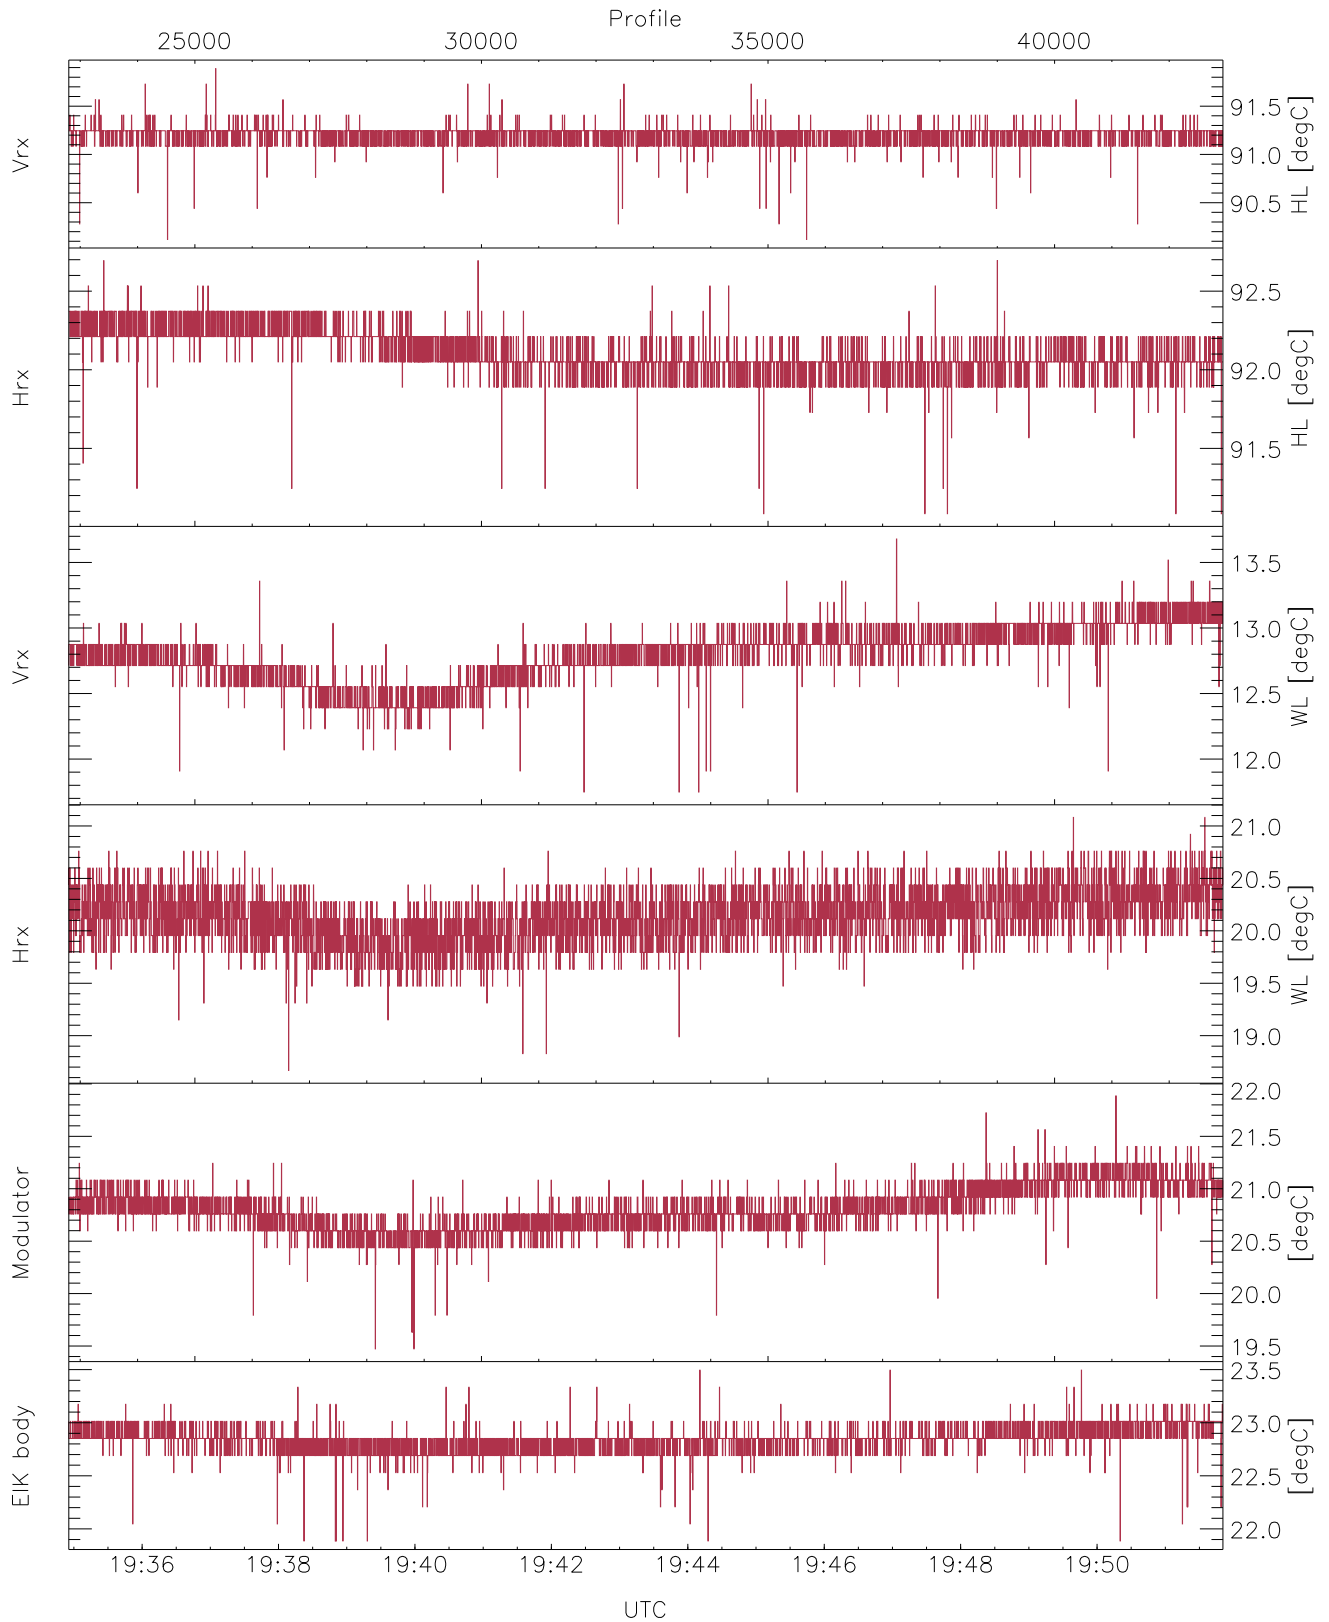 Profile
25000 30000 35000 40000
Vrx
91.5
91.0
90.5
HL [degC]
Hrx
92.5
92.0
91.5
HL [degC]
Vrx
13.5
13.0
12.5
12.0
WL [degC]
Hrx
21.0
20.5
20.0
19.5
19.0
WL [degC]
Modulator
22.0
21.5
21.0
20.5
20.0
19.5
[degC]
EIK body
23.5
23.0
22.5
22.0
[degC]
19:36 19:38 19:40 19:42 19:44 19:46 19:48 19:50
UTC